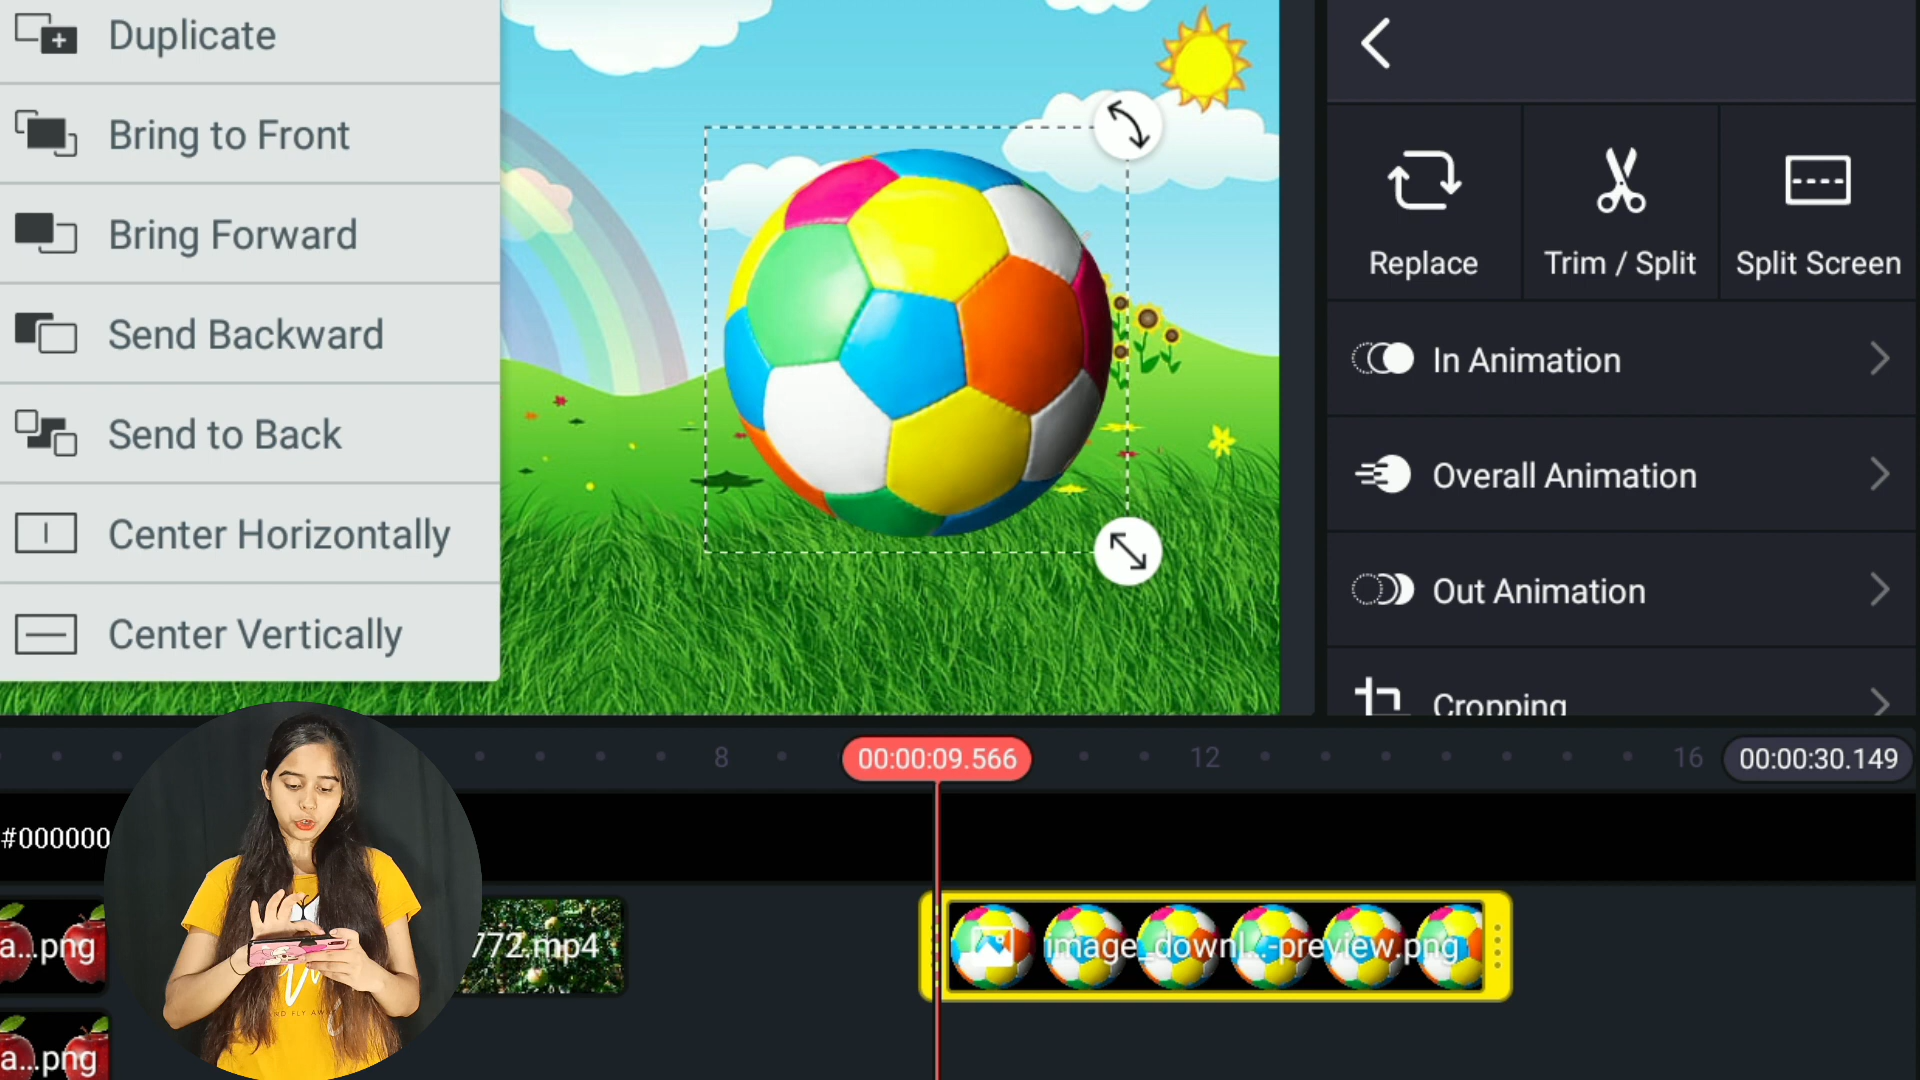 Duplicate
Bring to Front
Bring Forward
Send Backward
Send to Back
Center Horizontally
Center Vertically
Replace
Trim / Split
Split Screen
In Animation
Overall Animation
Out Animation
Cropping
8
00:00:09.566
12
16
00:00:30.149
#000000
a...png
772.mp4
image_downl...-preview.png
a...png